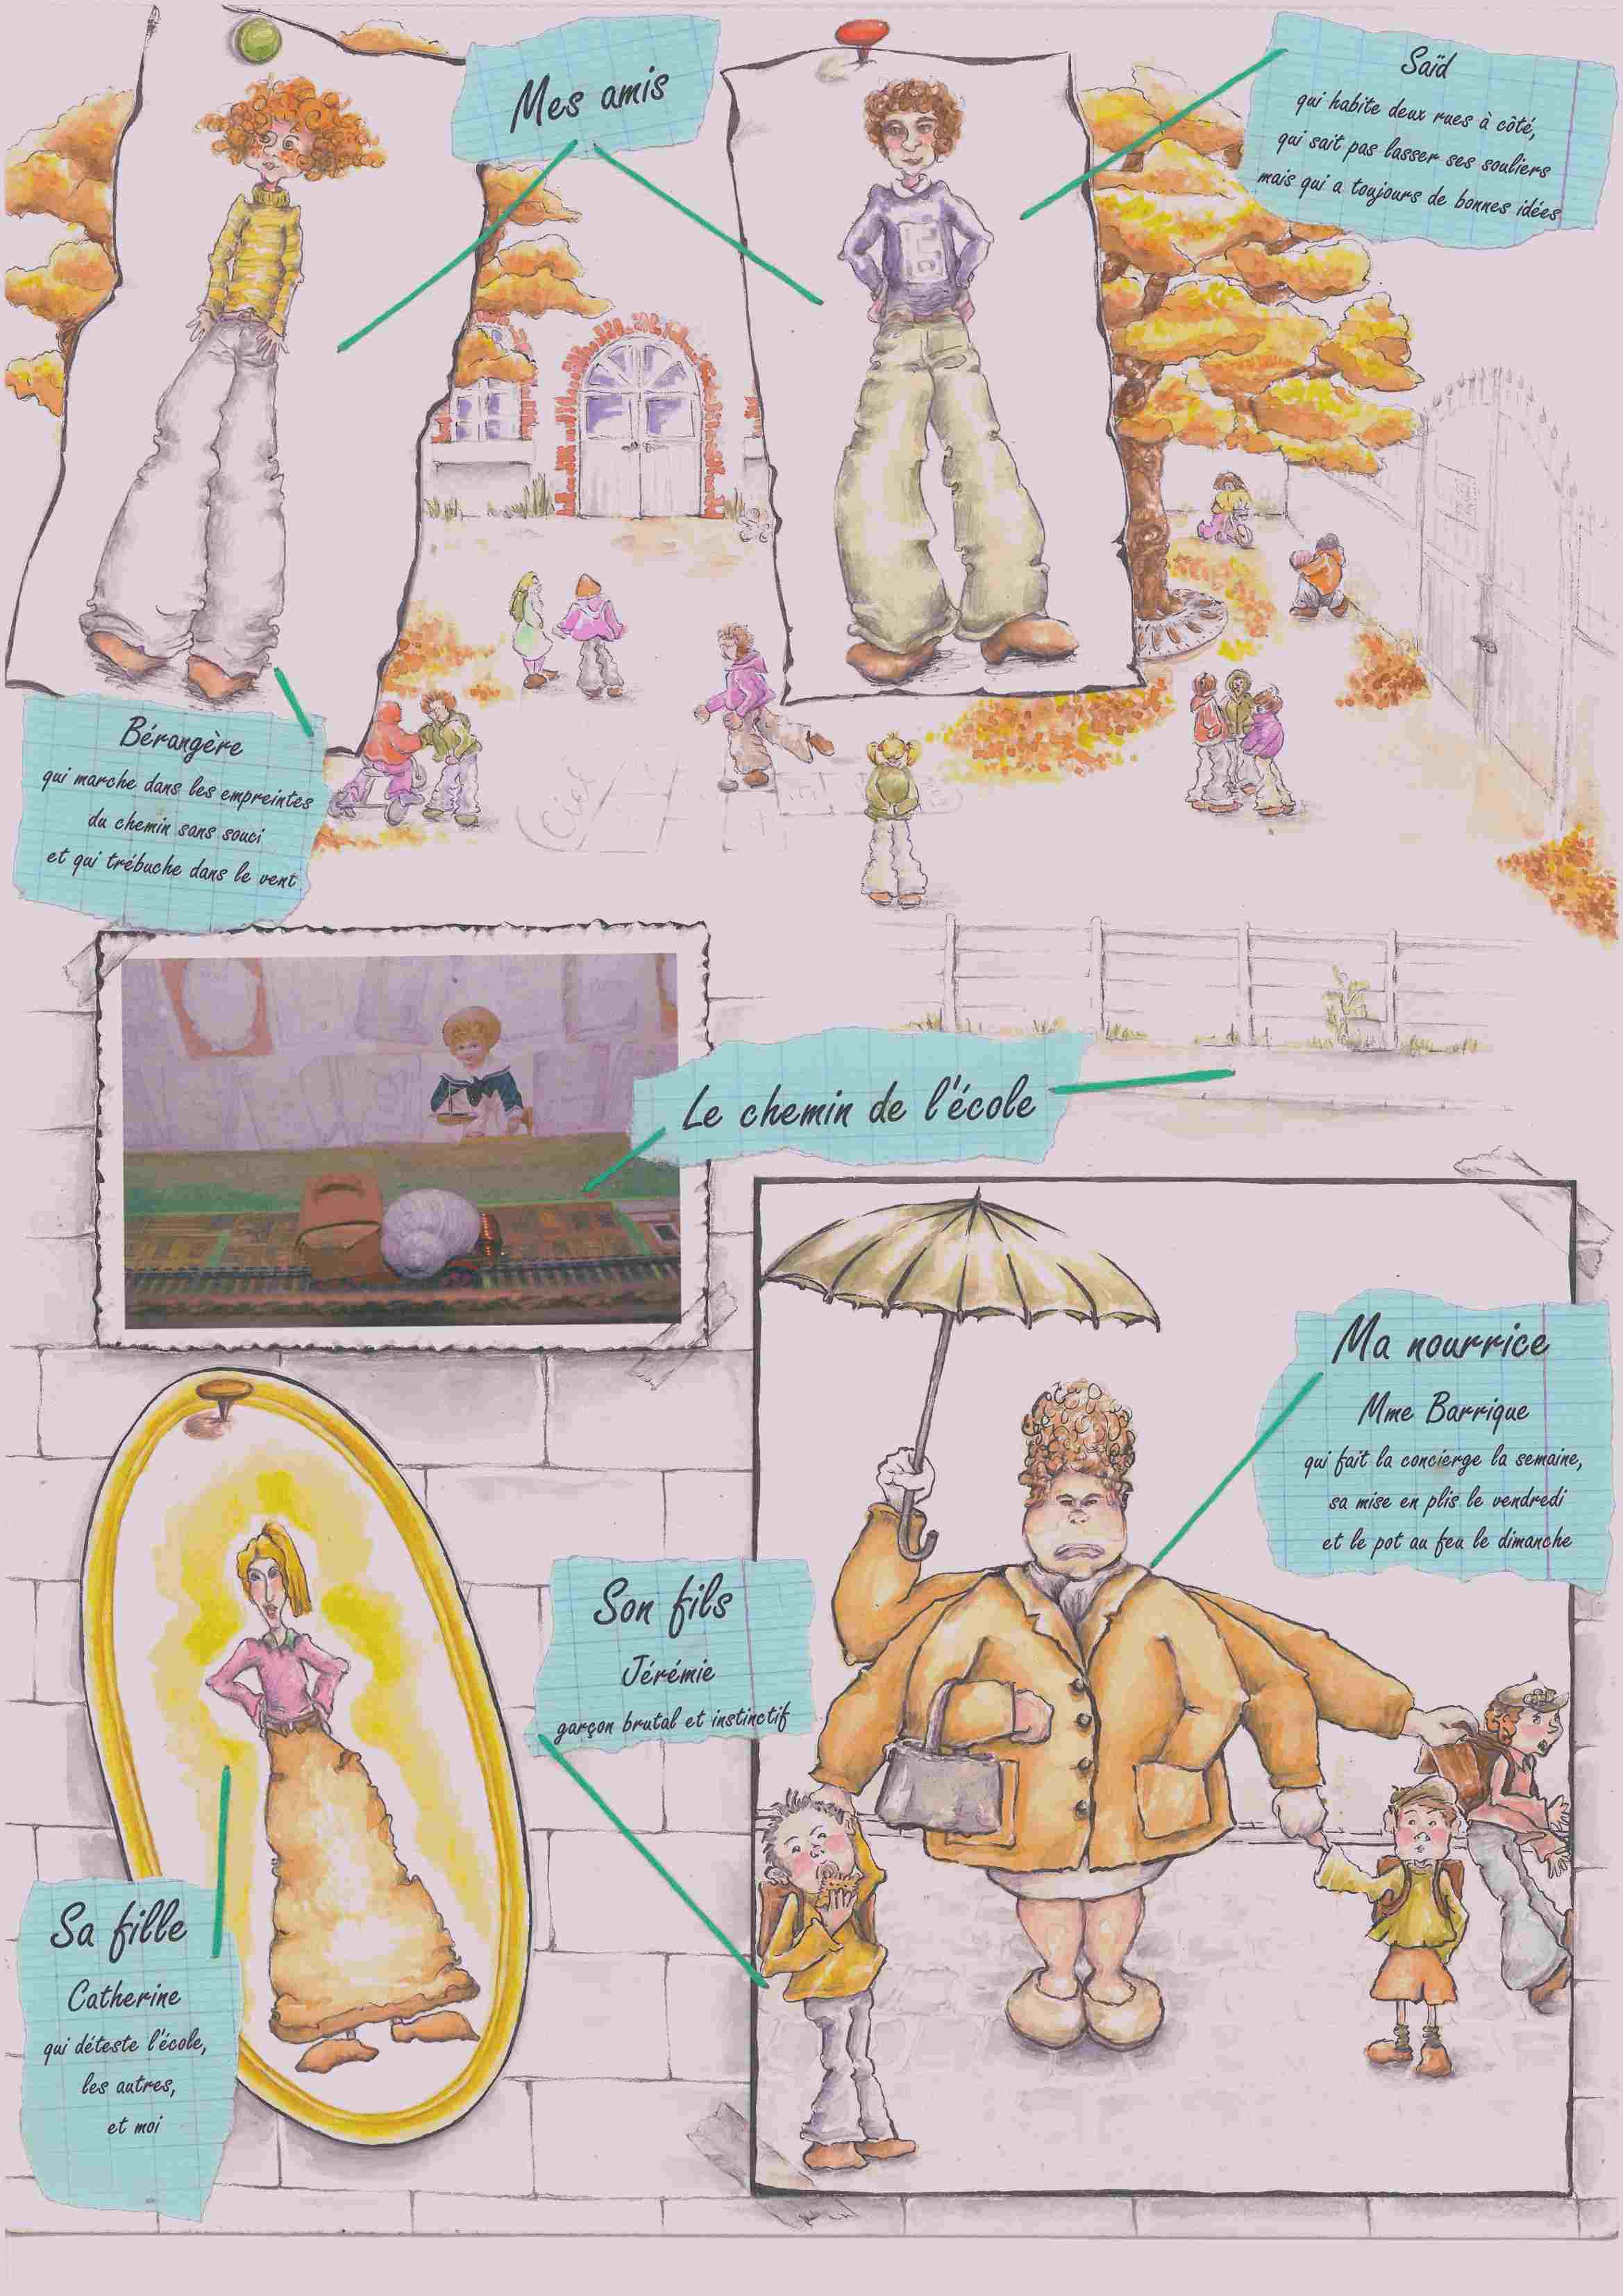 Mes amis
Saïd
qui habite deux rues à côté,
qui sait pas lasser ses souliers
mais qui a toujours de bonnes idées
Bérangère
qui marche dans les empreintes
du chemin sans souci
et qui trébuche dans le vent
Ciel
Le chemin de l'école
Ma nourrice
Mme Barrique
qui fait la concierge la semaine,
sa mise en plis le vendredi
et le pot au feu le dimanche
Son fils
Jérémie
garçon brutal et instinctif
Sa fille
Catherine
qui déteste l'école,
les autres,
et moi